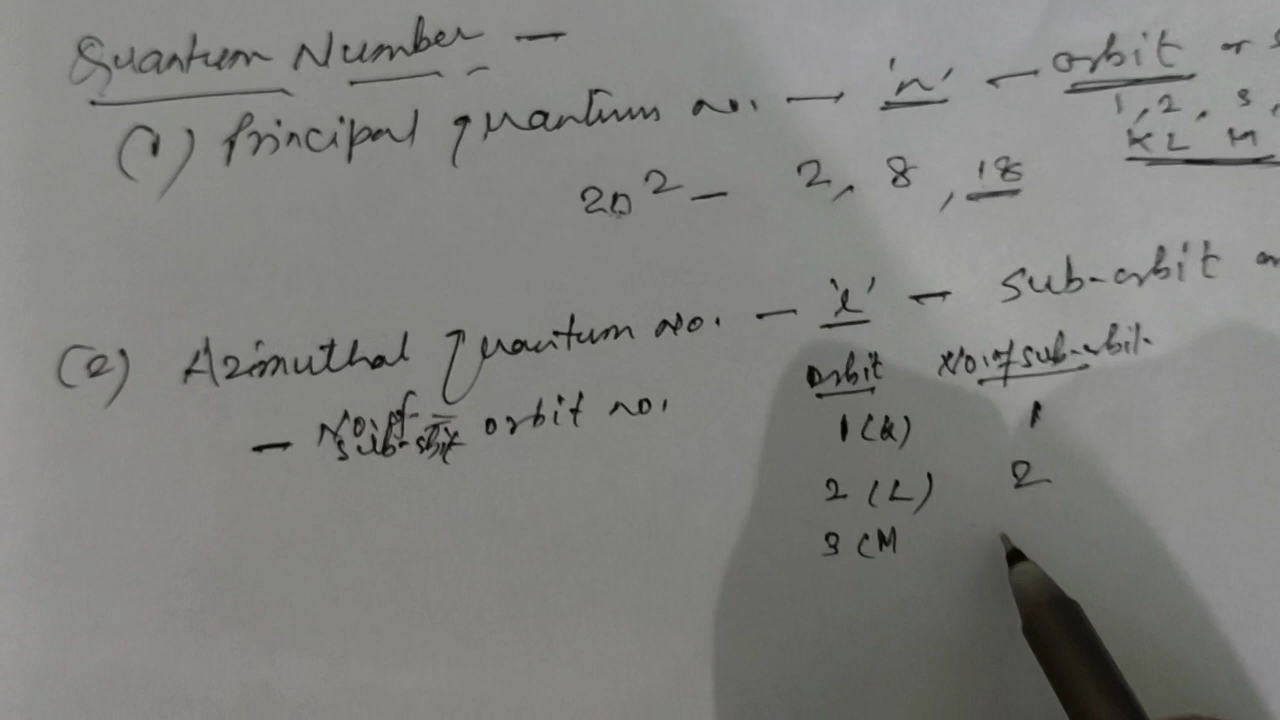 Quantum Number —
(1) Principal quantum no. — 'n' — orbit or
1, 2, 3,
K L M
2n² — 2, 8, 18
(2) Azimuthal quantum no. — 'l' — sub-orbit or
orbit No. of sub-orbit.
— No. of sub-orbit = orbit no.
1 (K) 1
2 (L) 2
3 (M